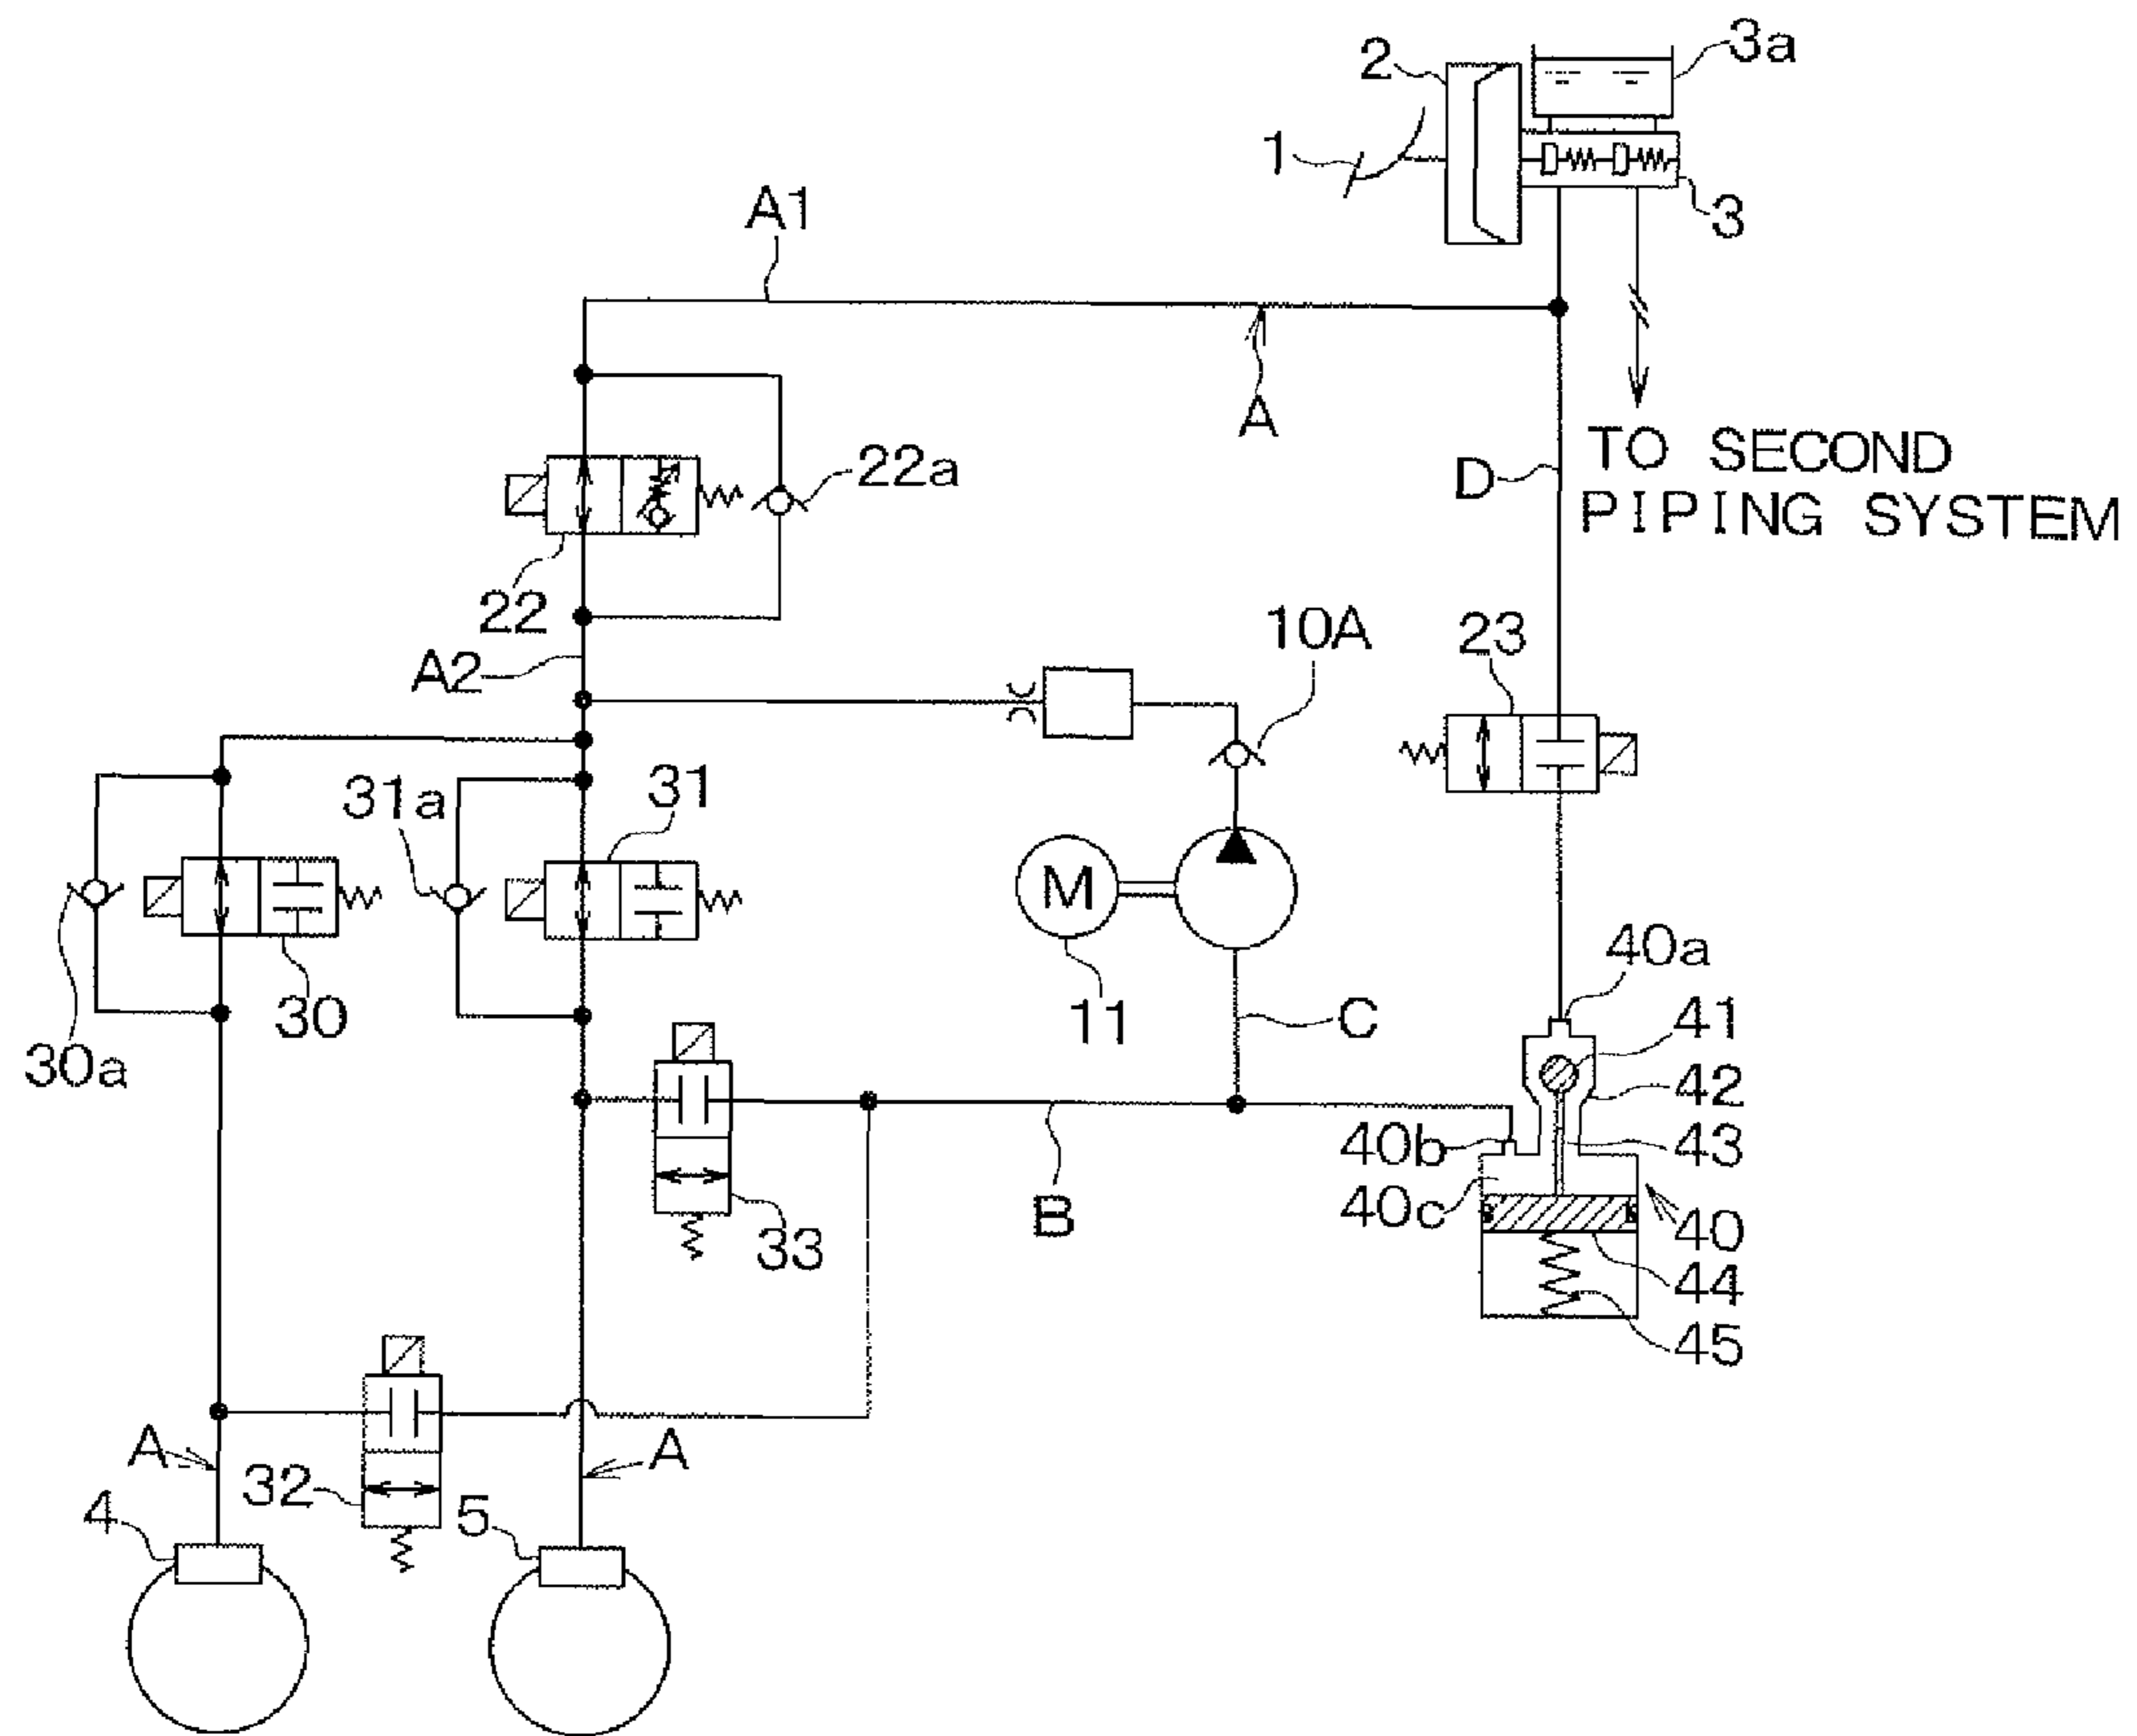 3a
2
1
3
A1
A
22a
D
TO SECOND
PIPING SYSTEM
22
10A
23
A2
31
31a
M
40a
30
11
C
41
30a
42
40b
43
40c
B
40
33
44
45
A
A
32
4
5